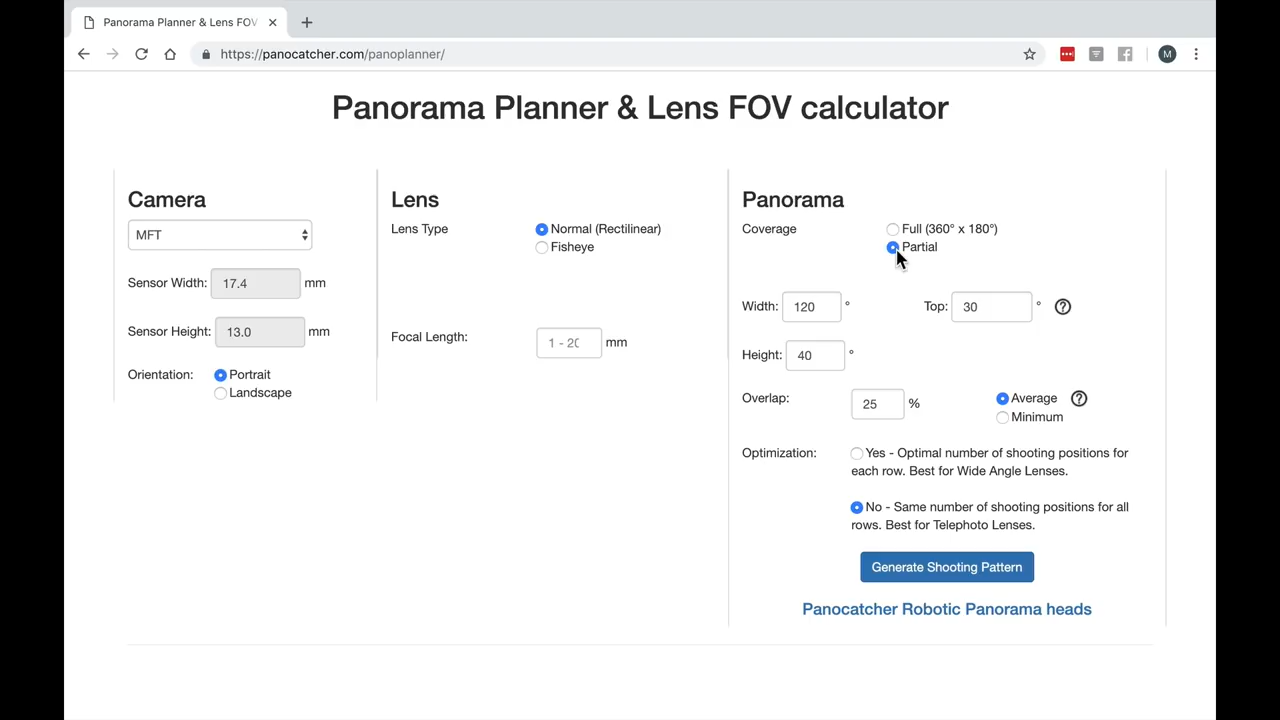 Panorama Planner & Lens FOV
https://panocatcher.com/panoplanner/
M
Panorama Planner & Lens FOV calculator
Camera
MFT
Sensor Width: 17.4 mm
Sensor Height: 13.0 mm
Orientation: Portrait
Landscape
Lens
Lens Type Normal (Rectilinear)
Fisheye
Focal Length: 1 - 20 mm
Panorama
Coverage Full (360° x 180°)
Partial
Width: 120 ° Top: 30 ° ?
Height: 40 °
Overlap: 25 % Average ?
Minimum
Optimization: Yes - Optimal number of shooting positions for
each row. Best for Wide Angle Lenses.
No - Same number of shooting positions for all
rows. Best for Telephoto Lenses.
Generate Shooting Pattern
Panocatcher Robotic Panorama heads